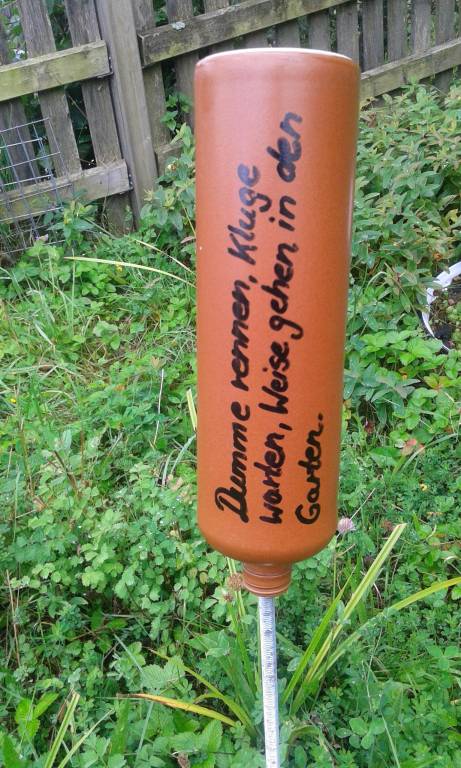 Dumme rennen, Kluge
warten, Weise gehen in den
Garten.